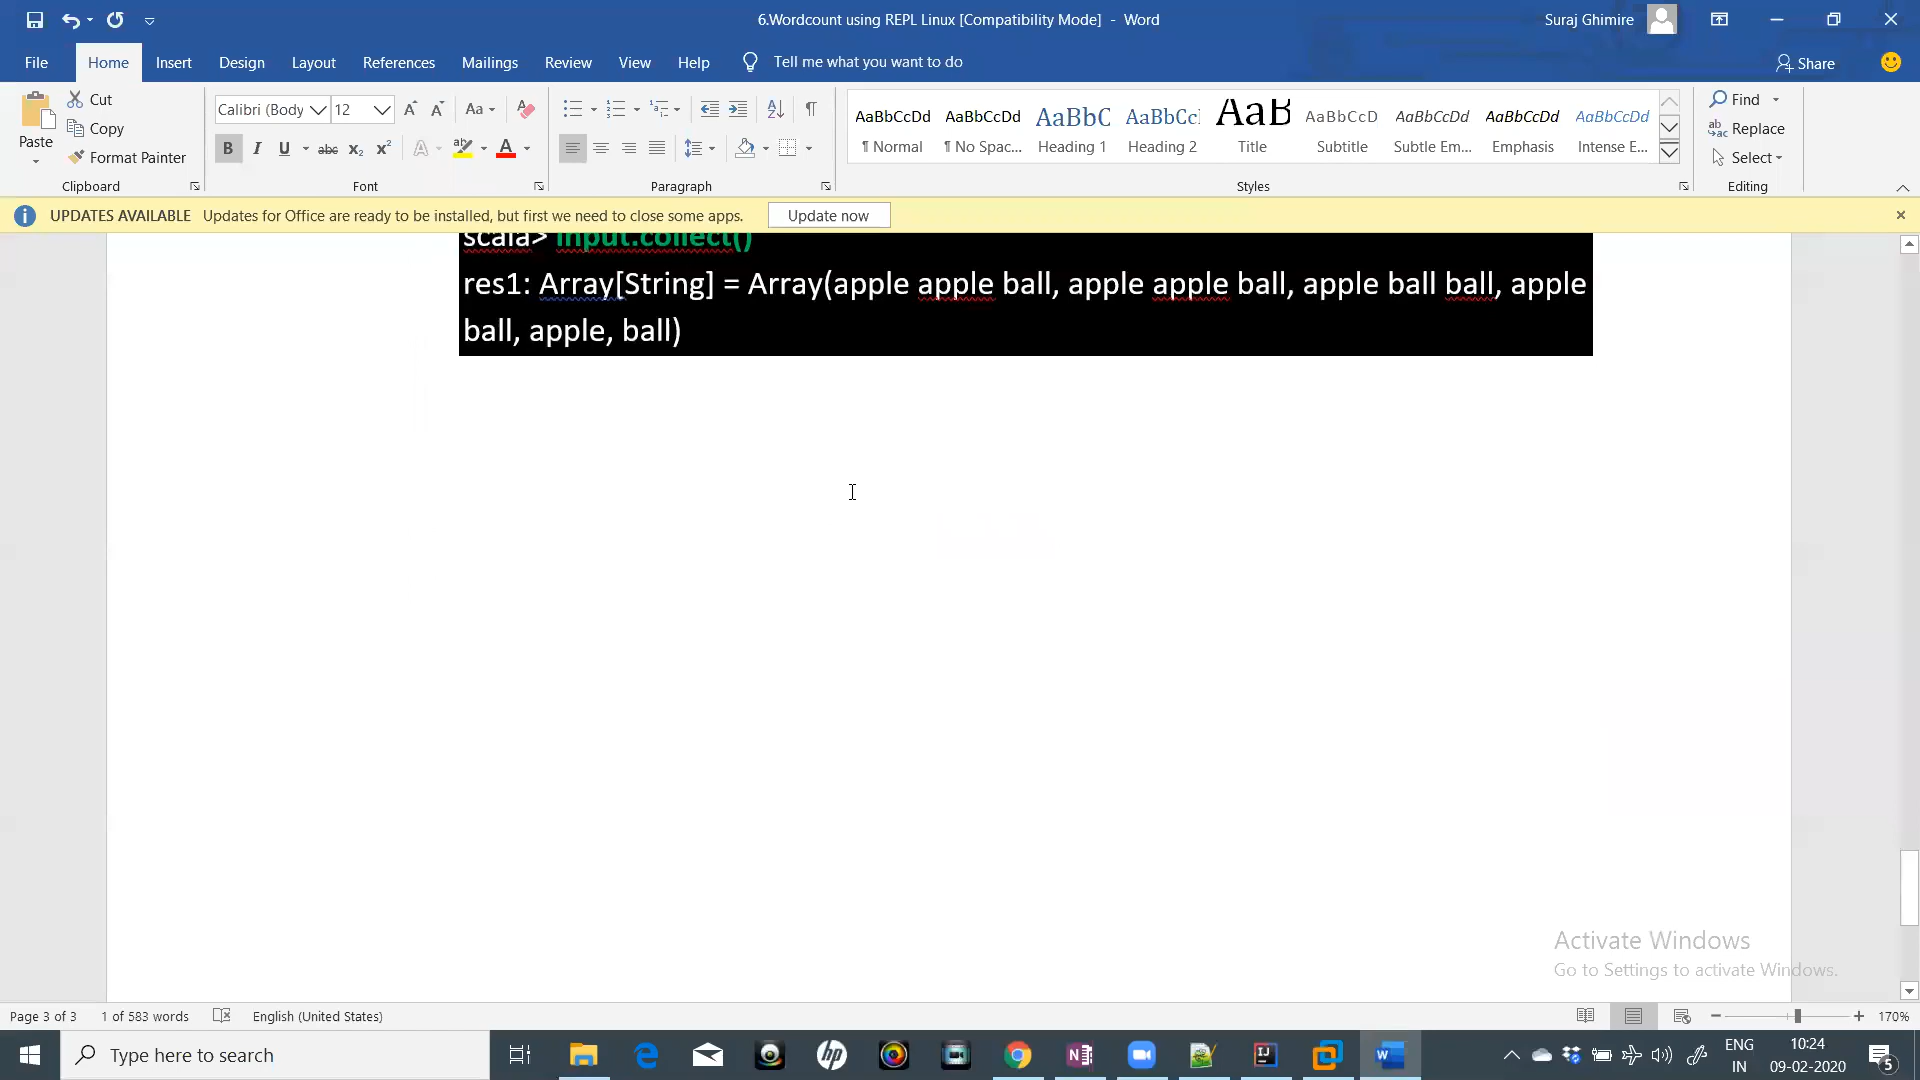 6.Wordcount using REPL Linux [Compatibility Mode] - Word
Suraj Ghimire
File Home Insert Design Layout References Mailings Review View Help Tell me what you want to do
Share
Paste
Cut
Copy
Format Painter
Clipboard
Calibri (Body 12
Aa
B I U abc x₂ x² A A
Font
Paragraph
AaBbCcDd AaBbCcDd AaBbC AaBbCc AaB AaBbCcD AaBbCcDd AaBbCcDd AaBbCcDd
¶ Normal ¶ No Spac... Heading 1 Heading 2 Title Subtitle Subtle Em... Emphasis Intense E...
Styles
Find
Replace
Select
Editing
UPDATES AVAILABLE Updates for Office are ready to be installed, but first we need to close some apps. Update now
scala> input.collect()
res1: Array[String] = Array(apple apple ball, apple apple ball, apple ball ball, apple
ball, apple, ball)
Activate Windows
Go to Settings to activate Windows.
Page 3 of 3 1 of 583 words English (United States) 170%
Type here to search
ENG
IN
10:24
09-02-2020
5